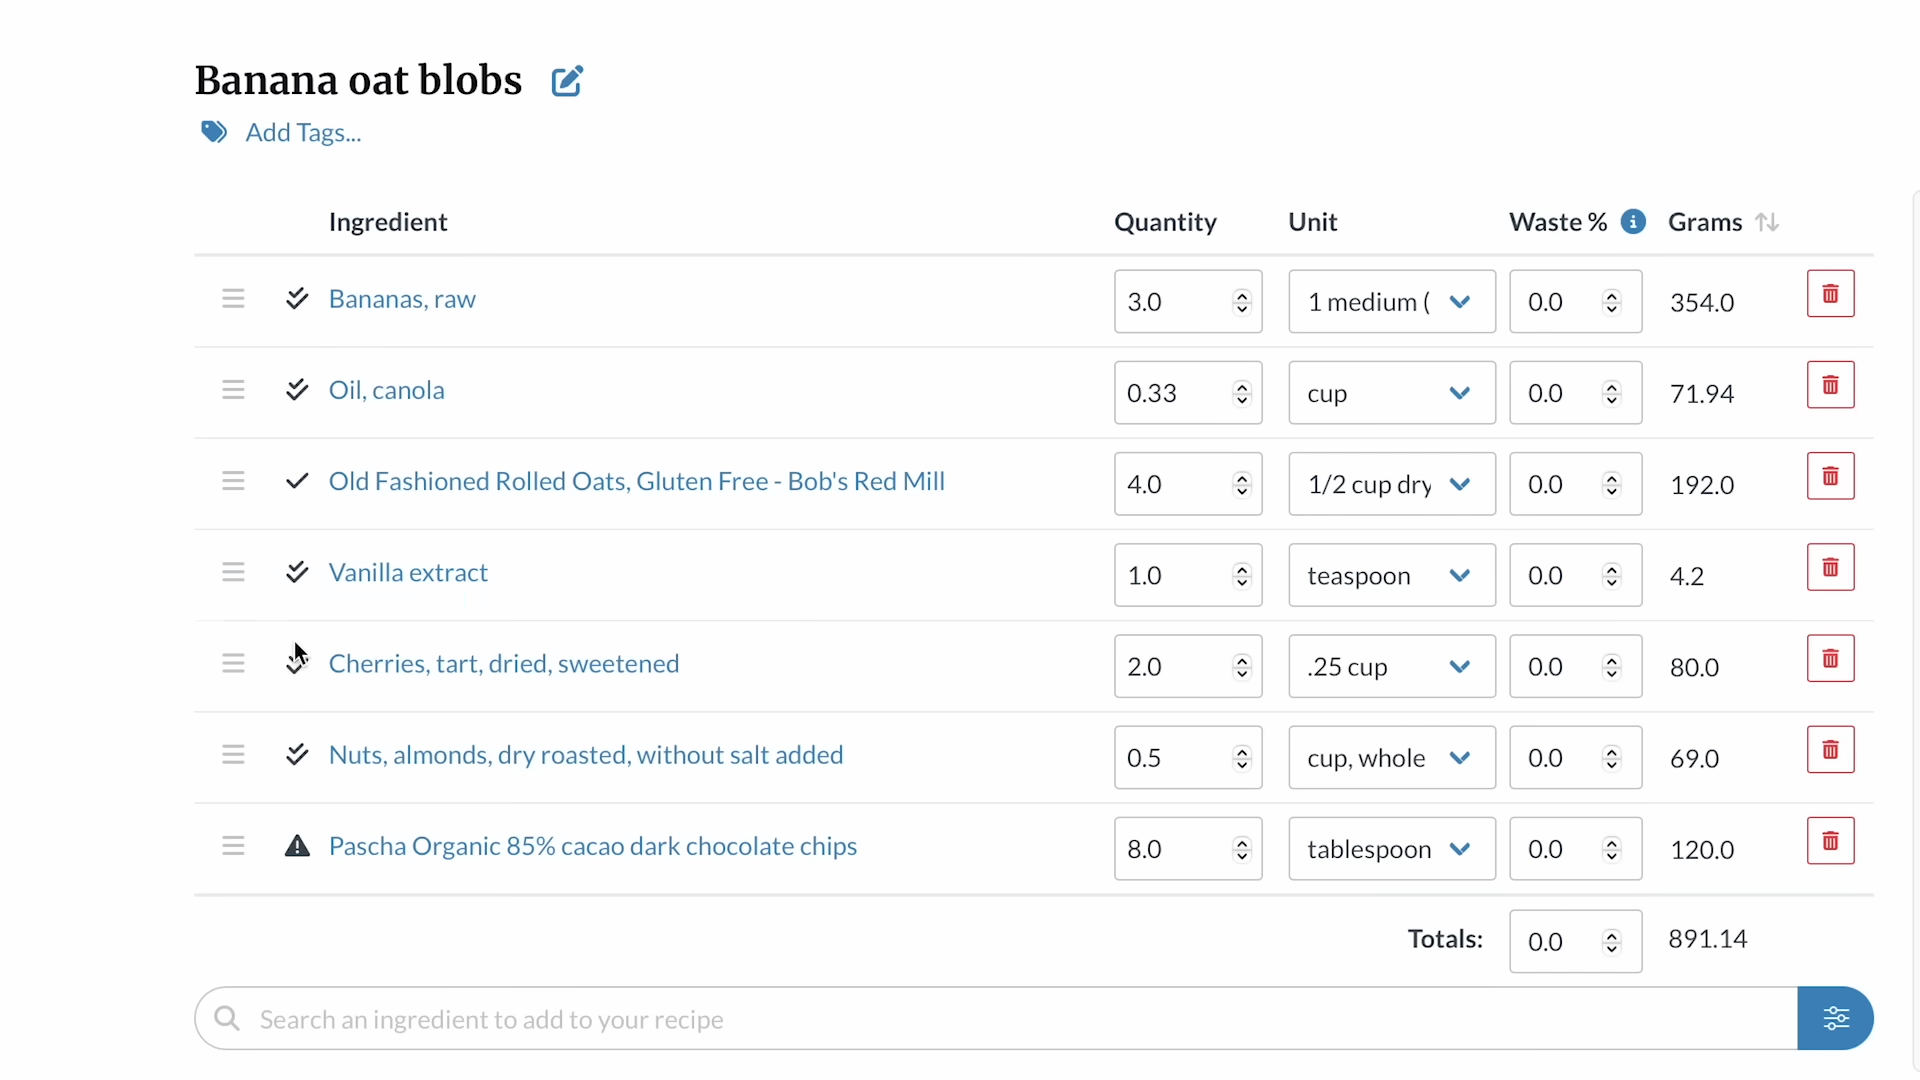 Banana oat blobs
Add Tags...
Ingredient Quantity Unit Waste % Grams
Bananas, raw 3.0 1 medium ( 0.0 354.0
Oil, canola 0.33 cup 0.0 71.94
Old Fashioned Rolled Oats, Gluten Free - Bob's Red Mill 4.0 1/2 cup dry 0.0 192.0
Vanilla extract 1.0 teaspoon 0.0 4.2
Cherries, tart, dried, sweetened 2.0 .25 cup 0.0 80.0
Nuts, almonds, dry roasted, without salt added 0.5 cup, whole 0.0 69.0
Pascha Organic 85% cacao dark chocolate chips 8.0 tablespoon 0.0 120.0
Totals: 0.0 891.14
Search an ingredient to add to your recipe